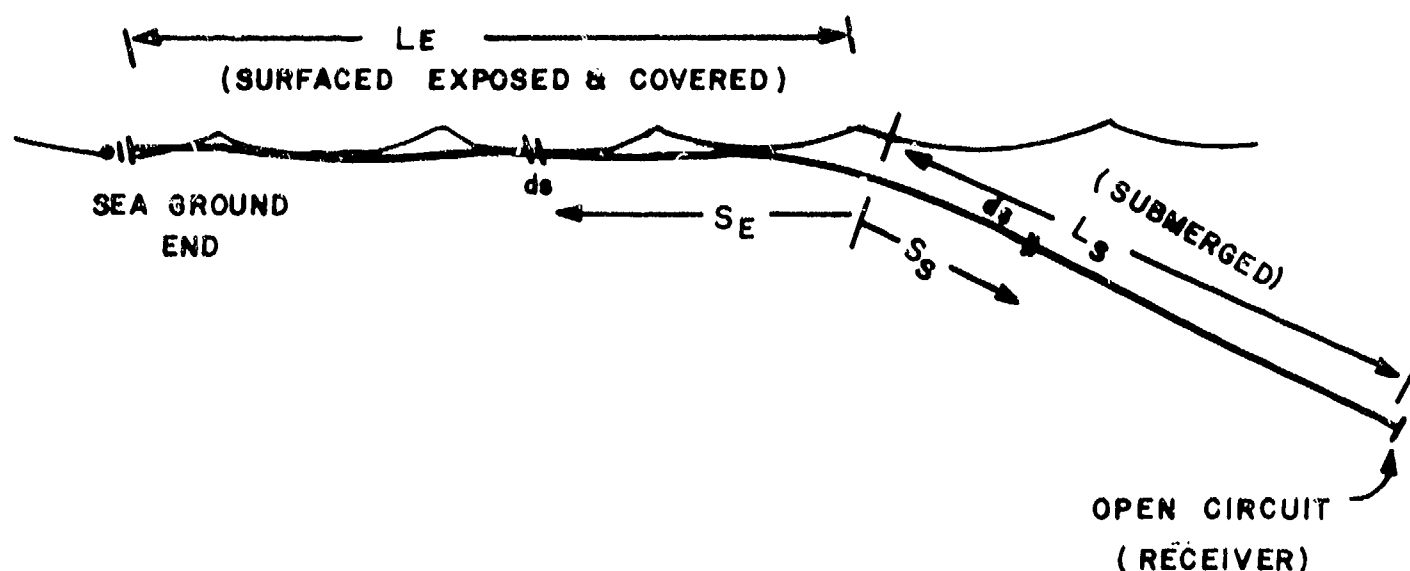 LE
(SURFACED EXPOSED & COVERED)
ds
SEA GROUND
END
SE
SS
ds
LS
(SUBMERGED)
OPEN CIRCUIT
(RECEIVER)